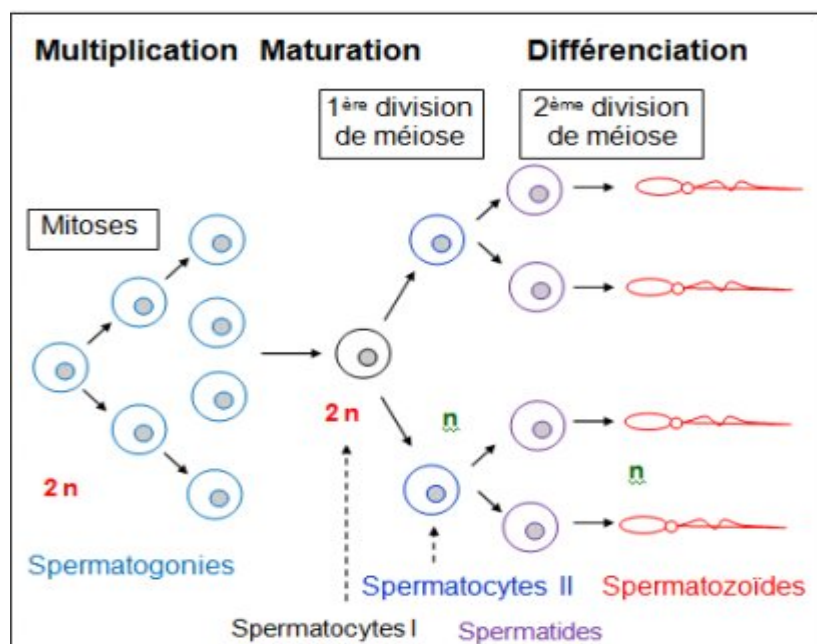 Multiplication Maturation Différenciation
1ère division
de méiose
2ème division
de méiose
Mitoses
2 n
2 n
n
n
Spermatogonies
Spermatocytes II
Spermatozoïdes
Spermatocytes I
Spermatides